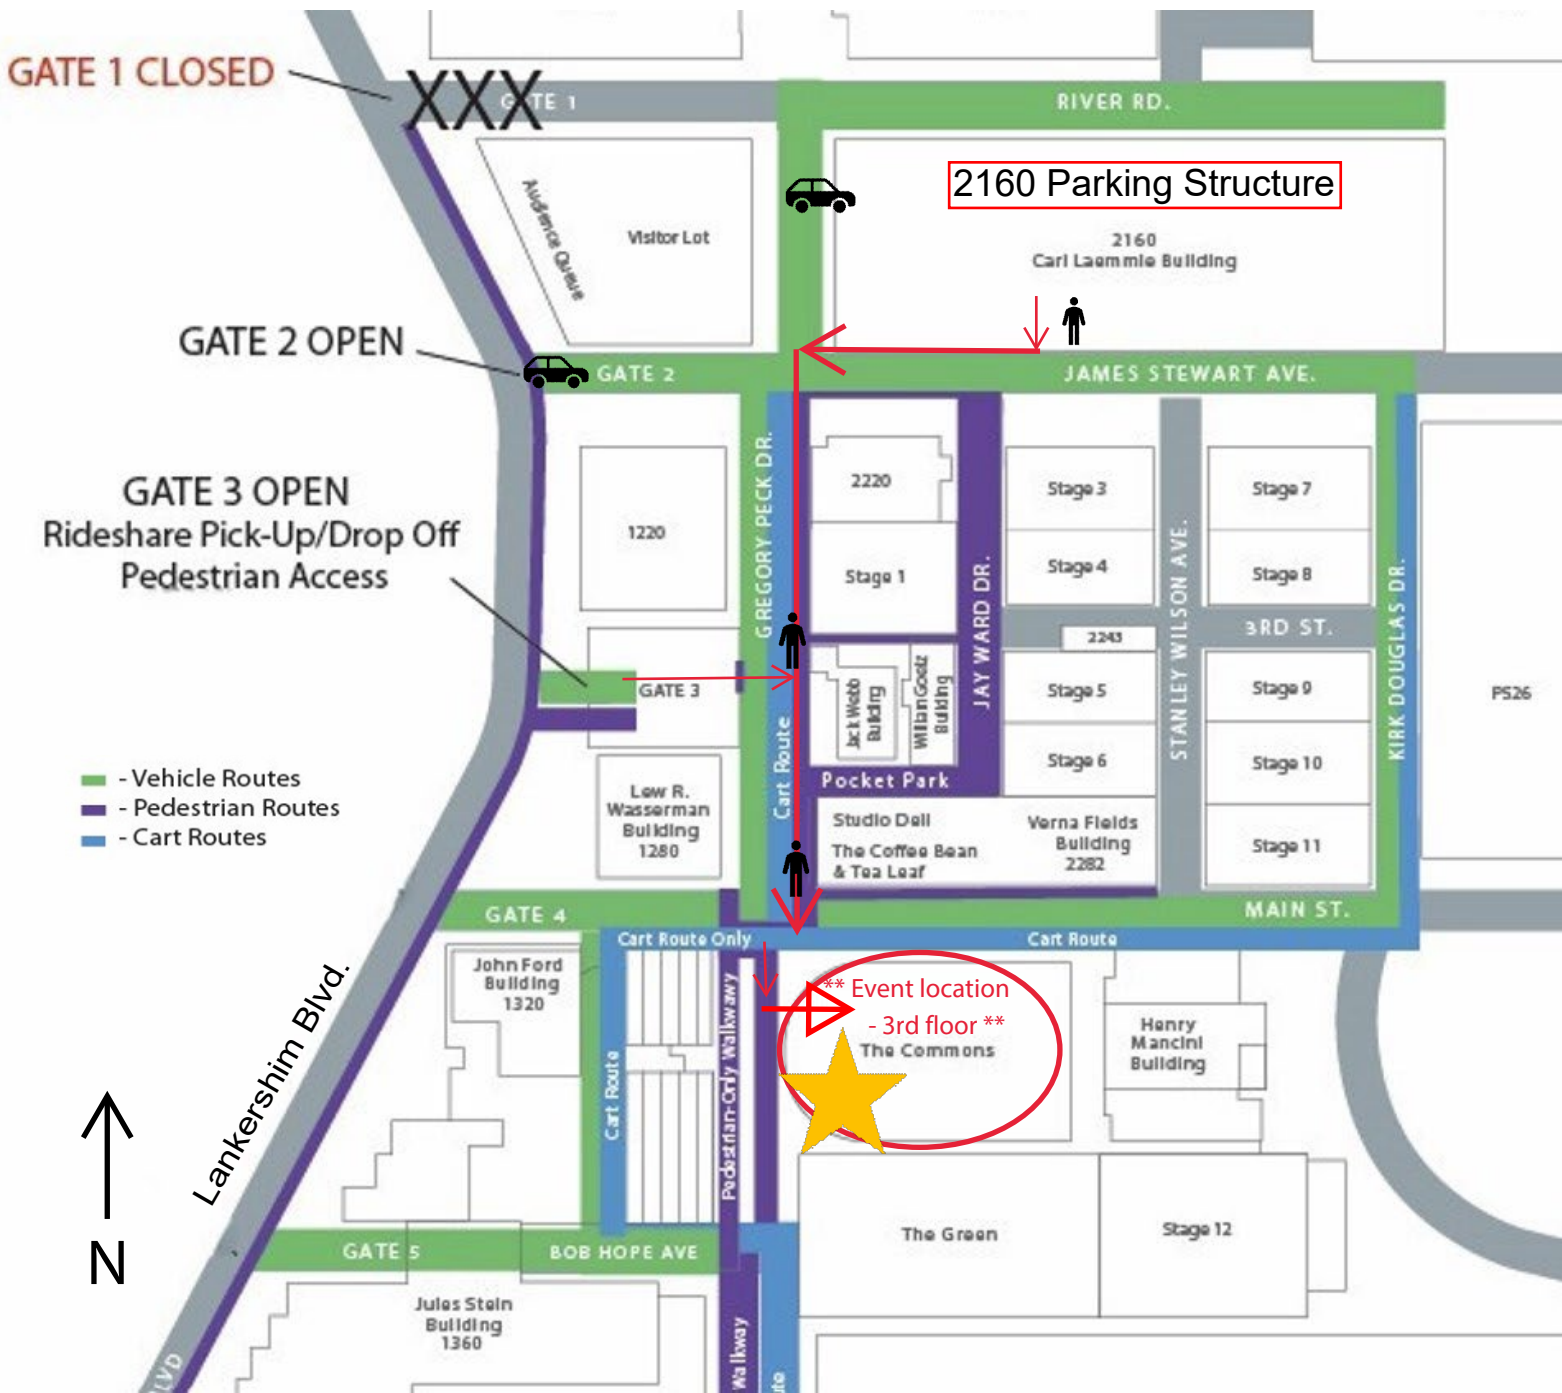 GATE 1 CLOSED
XXX
GATE 1
RIVER RD.
2160 Parking Structure
Audience Queue
Visitor Lot
2160
Carl Laemmle Building
GATE 2 OPEN
GATE 2
JAMES STEWART AVE.
GATE 3 OPEN
Rideshare Pick-Up/Drop Off
Pedestrian Access
1220
GREGORY PECK DR.
2220
Stage 1
JAY WARD DR.
Stage 3
Stage 4
STANLEY WILSON AVE.
Stage 7
Stage 8
KIRK DOUGLAS DR.
2243
3RD ST.
GATE 3
Jack Webb
Building
William Goetz
Building
Stage 5
Stage 6
Stage 9
Stage 10
Stage 11
PS26
Cart Route
Pocket Park
- Vehicle Routes
- Pedestrian Routes
- Cart Routes
Lew R.
Wasserman
Building
1280
Studio Deli
The Coffee Bean
& Tea Leaf
Verna Fields
Building
2282
GATE 4
MAIN ST.
Cart Route Only
Cart Route
John Ford
Building
1320
Lankershim Blvd.
Cart Route
Pedestrian-Only Walkwawy
** Event location
- 3rd floor **
The Commons
Henry
Mancini
Building
N
The Green
Stage 12
GATE 5
BOB HOPE AVE
Jules Stein
Building
1360
LVD
Walkway
ute